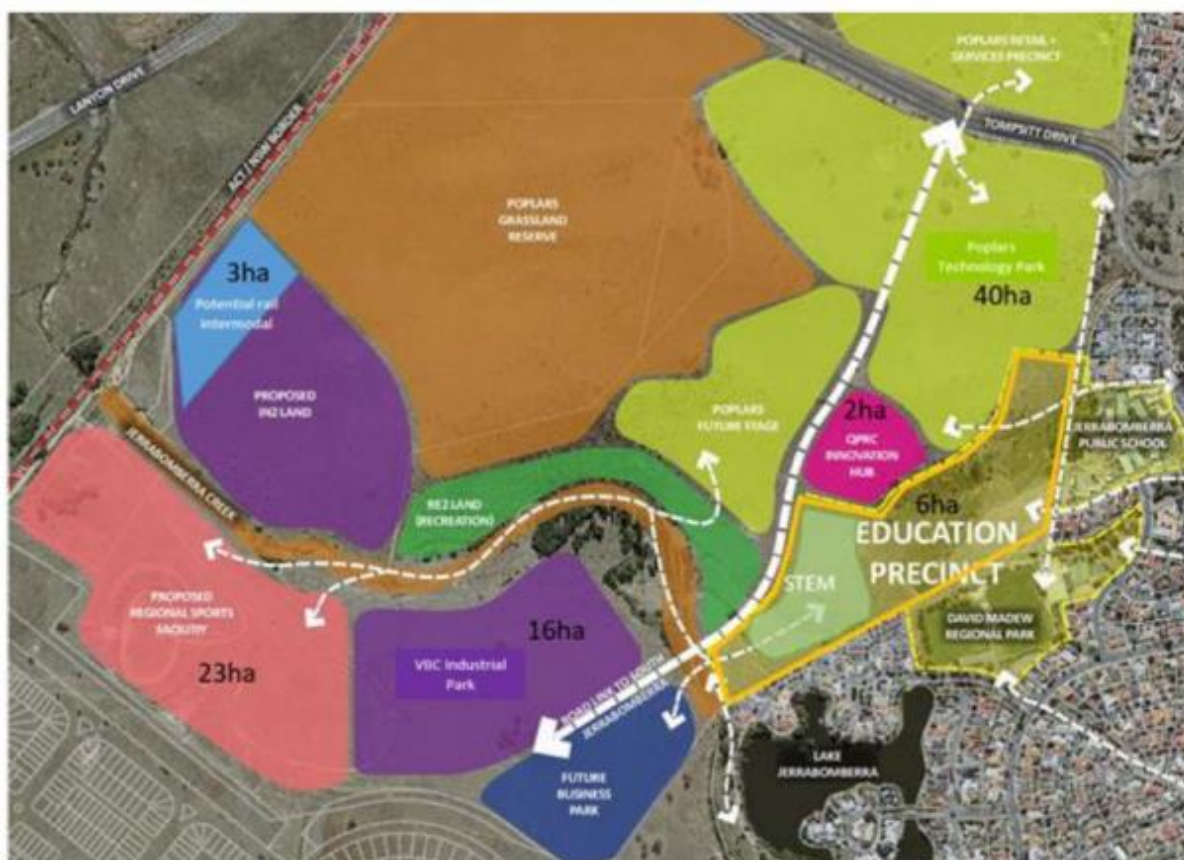 POPLARS RETAIL +
SERVICES PRECINCT
LANYON DRIVE
ACT / NSW BORDER
TOMPSITT DRIVE
POPLARS
GRASSLAND
RESERVE
3ha
Potential rail
intermodal
Poplars
Technology Park
40ha
PROPOSED
IN2 LAND
POPLARS
FUTURE STAGE
2ha
QPRC
INNOVATION
HUB
JERRABOMBERRA
PUBLIC SCHOOL
JERRABOMBERRA CREEK
RE2 LAND
(RECREATION)
6ha
EDUCATION
PRECINCT
STEM
PROPOSED
REGIONAL SPORTS
FACILITY
23ha
16ha
VBC Industrial
Park
DAVID MADEW
REGIONAL PARK
ROAD LINK TO SOUTH
JERRABOMBERRA
FUTURE
BUSINESS
PARK
LAKE
JERRABOMBERRA